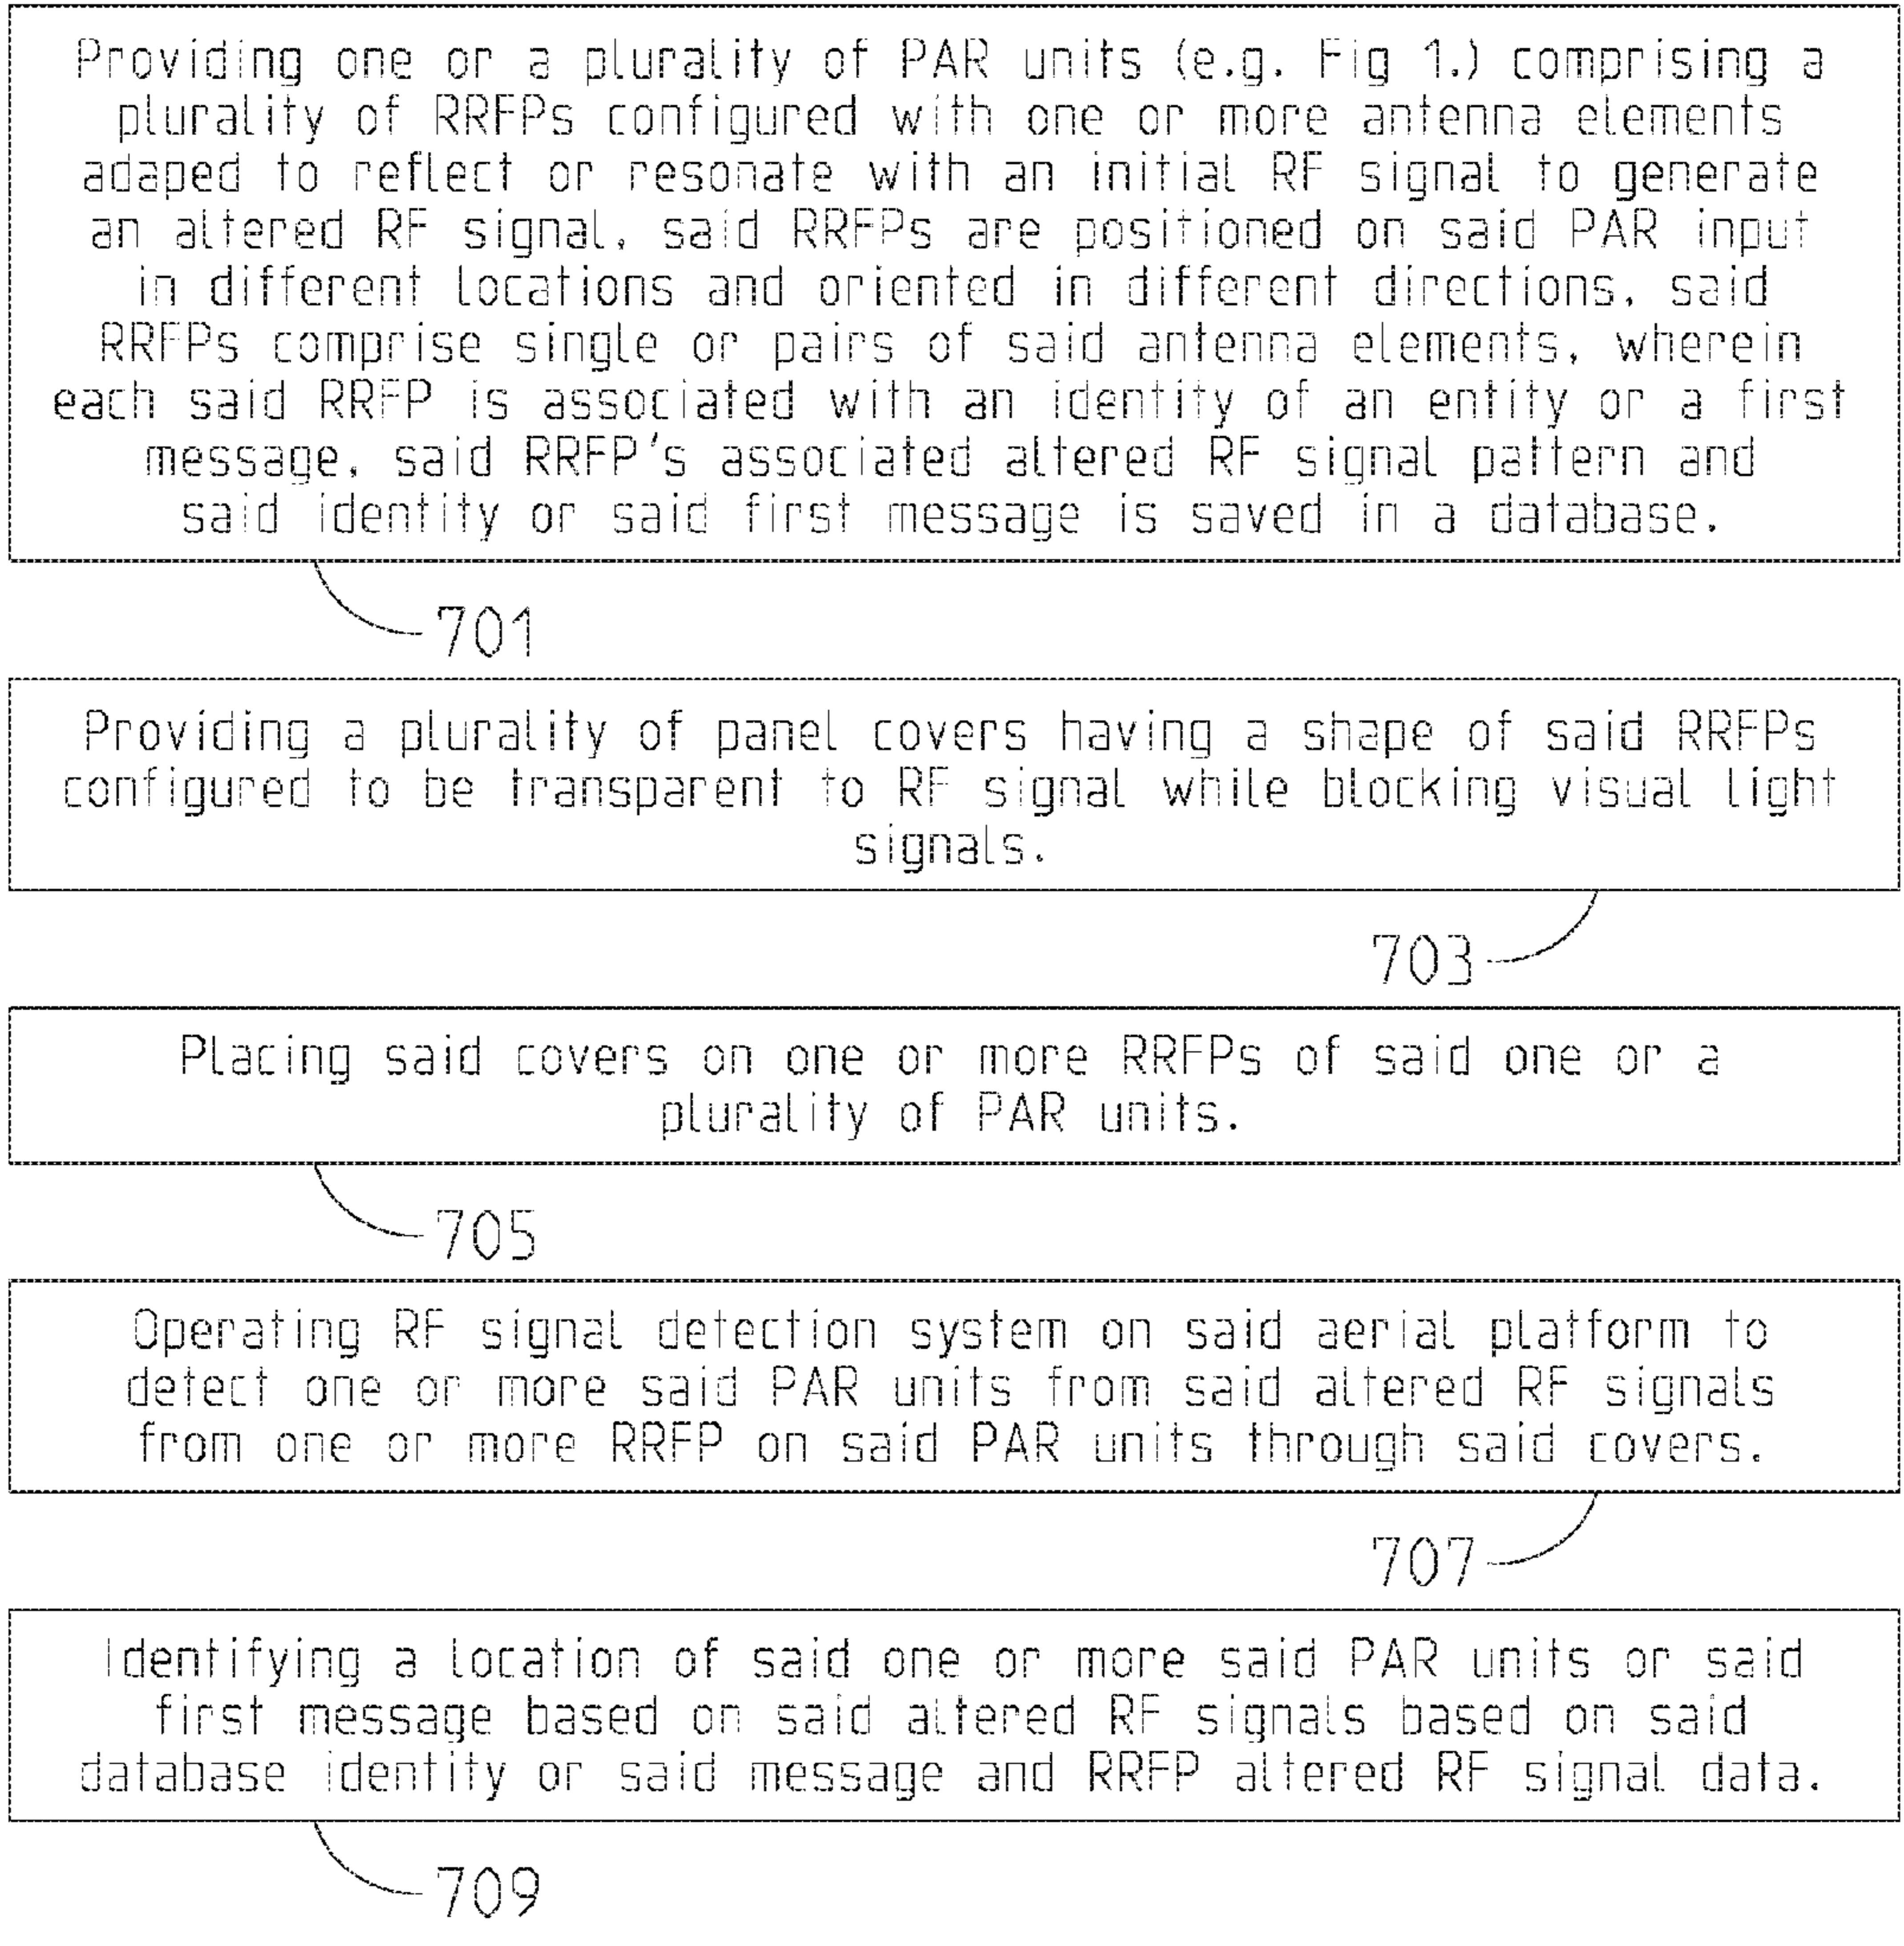 Providing one or a plurality of PAR units (e.g. Fig 1.) comprising a
plurality of RRFPs configured with one or more antenna elements
adaped to reflect or resonate with an initial RF signal to generate
an altered RF signal, said RRFPs are positioned on said PAR input
in different locations and oriented in different directions, said
RRFPs comprise single or pairs of said antenna elements, wherein
each said RRFP is associated with an identity of an entity or a first
message, said RRFP's associated altered RF signal pattern and
said identity or said first message is saved in a database.
701
Providing a plurality of panel covers having a shape of said RRFPs
configured to be transparent to RF signal while blocking visual light
signals.
703
Placing said covers on one or more RRFPs of said one or a
plurality of PAR units.
705
Operating RF signal detection system on said aerial platform to
detect one or more said PAR units from said altered RF signals
from one or more RRFP on said PAR units through said covers.
707
Identifying a location of said one or more said PAR units or said
first message based on said altered RF signals based on said
database identity or said message and RRFP altered RF signal data.
709